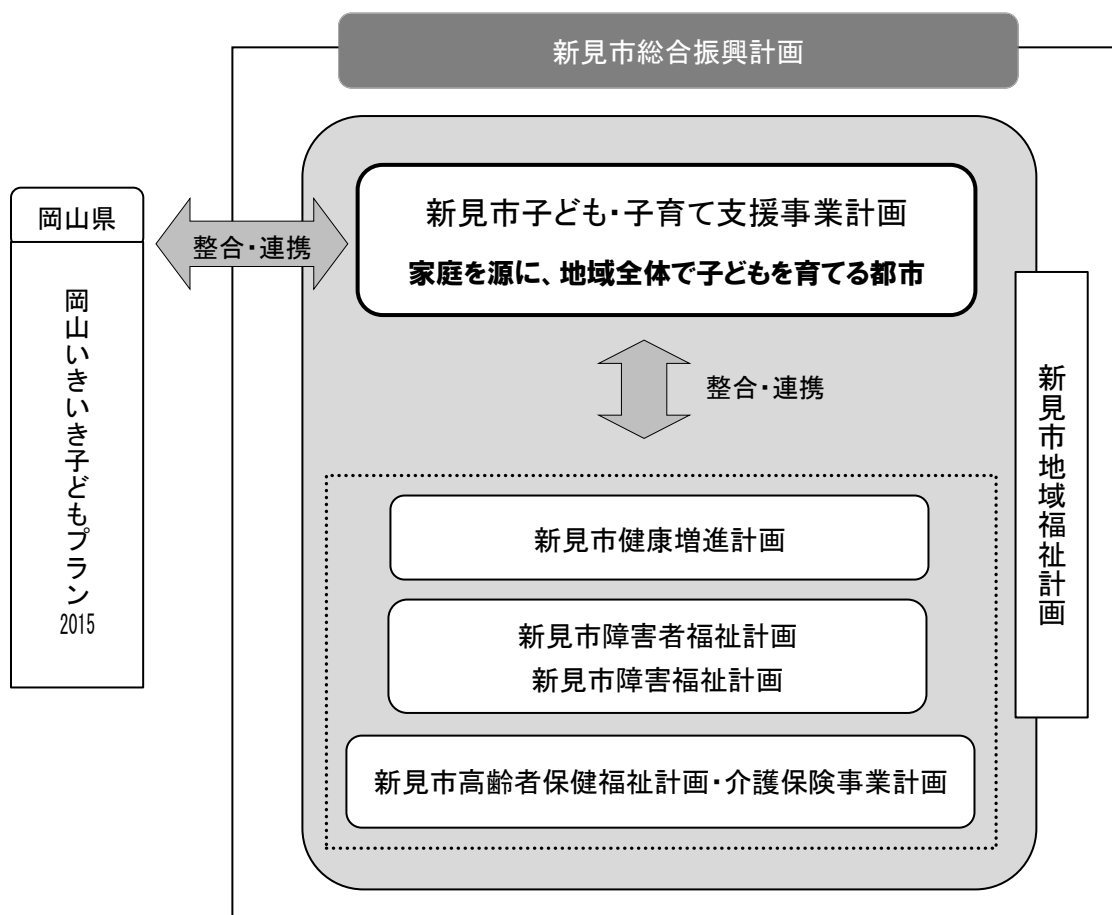 新見市総合振興計画
岡山県
岡山いきいき子どもプラン
2015
整合・連携
新見市子ども・子育て支援事業計画
家庭を源に、地域全体で子どもを育てる都市
整合・連携
新見市健康増進計画
新見市障害者福祉計画
新見市障害福祉計画
新見市高齢者保健福祉計画・介護保険事業計画
新見市地域福祉計画